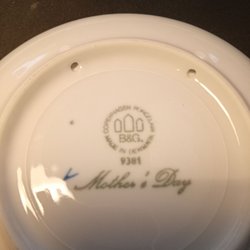 COPENHAGEN PORCELAIN
B&G
MADE IN DENMARK
9381
Mother's Day